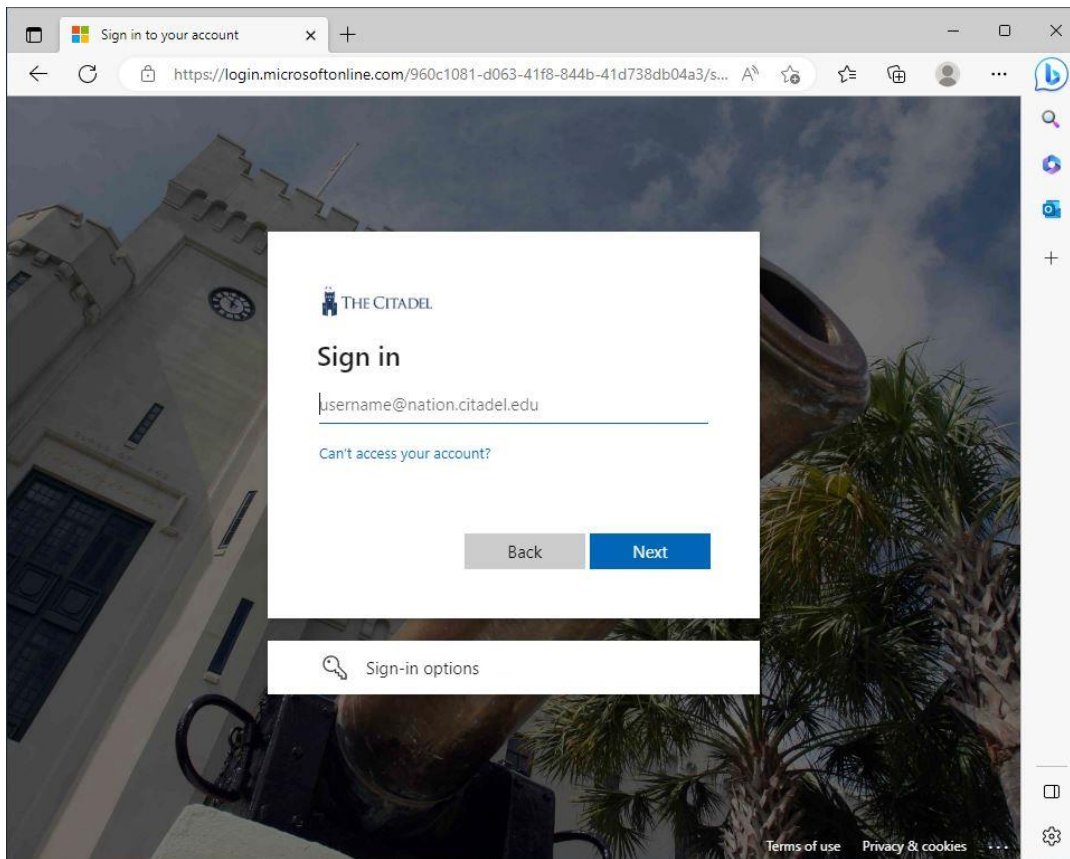 Sign in to your account
https://login.microsoftonline.com/960c1081-d063-41f8-844b-41d738db04a3/s...
THE CITADEL
Sign in
username@nation.citadel.edu
Can't access your account?
Back Next
Sign-in options
Terms of use Privacy & cookies ...